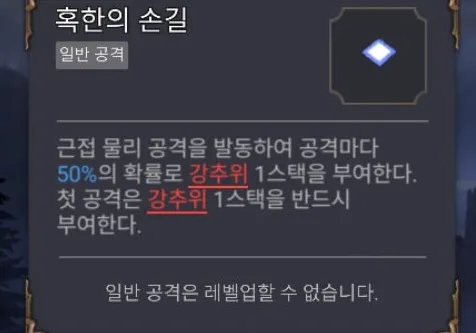 혹한의 손길
일반 공격
근접 물리 공격을 발동하여 공격마다
50%의 확률로 강추위 1스택을 부여한다.
첫 공격은 강추위 1스택을 반드시
부여한다.
일반 공격은 레벨업할 수 없습니다.